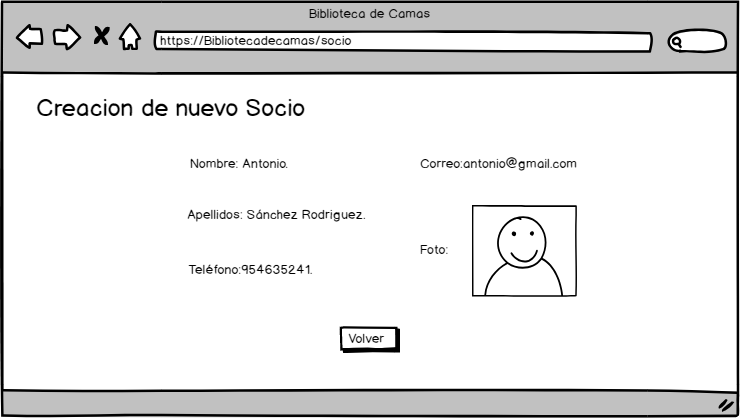 Biblioteca de Camas
https://Bibliotecadecamas/socio
Creacion de nuevo Socio
Nombre: Antonio.
Correo:antonio@gmail.com
Apellidos: Sánchez Rodriguez.
Foto:
Teléfono:954635241.
Volver